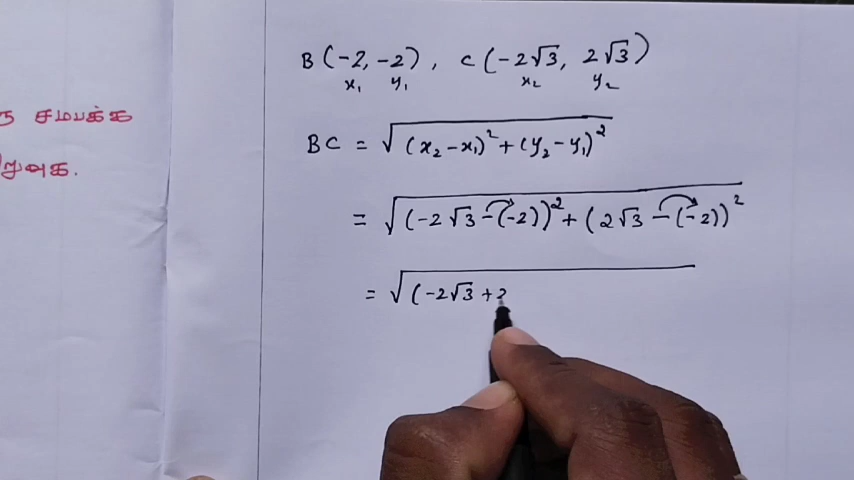 சமபக்க
B(-2, -2), C(-2√3, 2√3)
x₁ y₁ x₂ y₂
BC = √(x₂-x₁)²+(y₂-y₁)²
= √(-2√3-(-2))²+(2√3-(-2))²
= √(-2√3+2